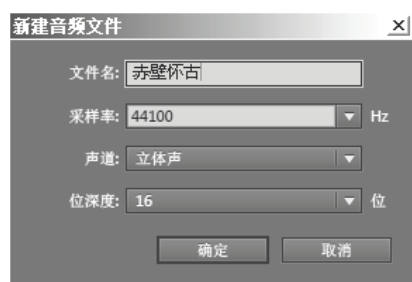 新建音频文件
文件名: 赤壁怀古
采样率: 44100 Hz
声道: 立体声
位深度: 16 位
确定 取消